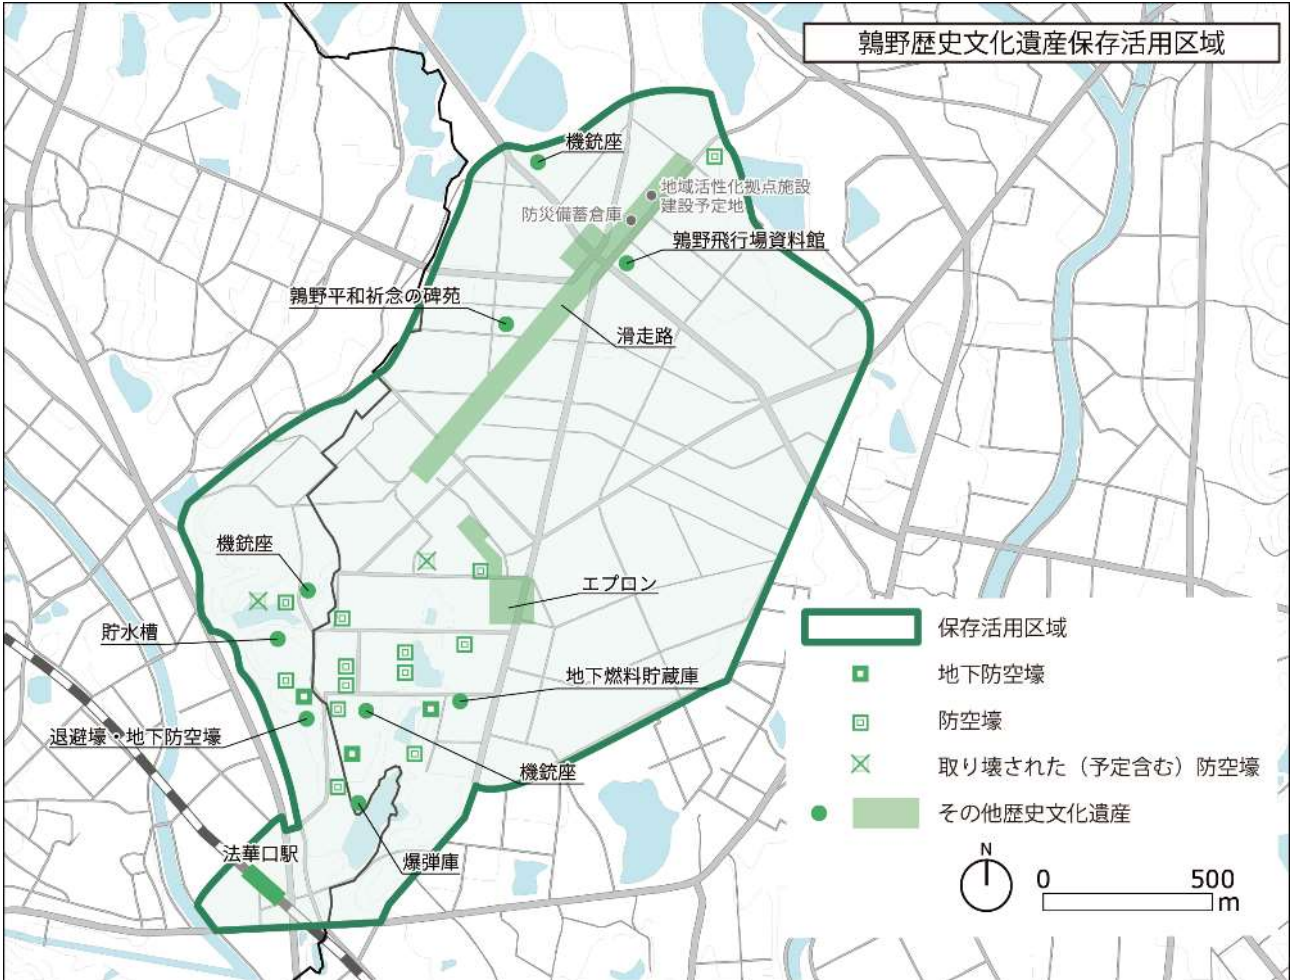 鶉野歴史文化遺産保存活用区域
機銃座
地域活性化拠点施設
建設予定地
防災備蓄倉庫
鶉野飛行場資料館
鶉野平和祈念の碑苑
滑走路
機銃座
エプロン
貯水槽
地下燃料貯蔵庫
退避壕・地下防空壕
機銃座
法華口駅
爆弾庫
保存活用区域
地下防空壕
防空壕
取り壊された（予定含む）防空壕
その他歴史文化遺産
N
0 500
m